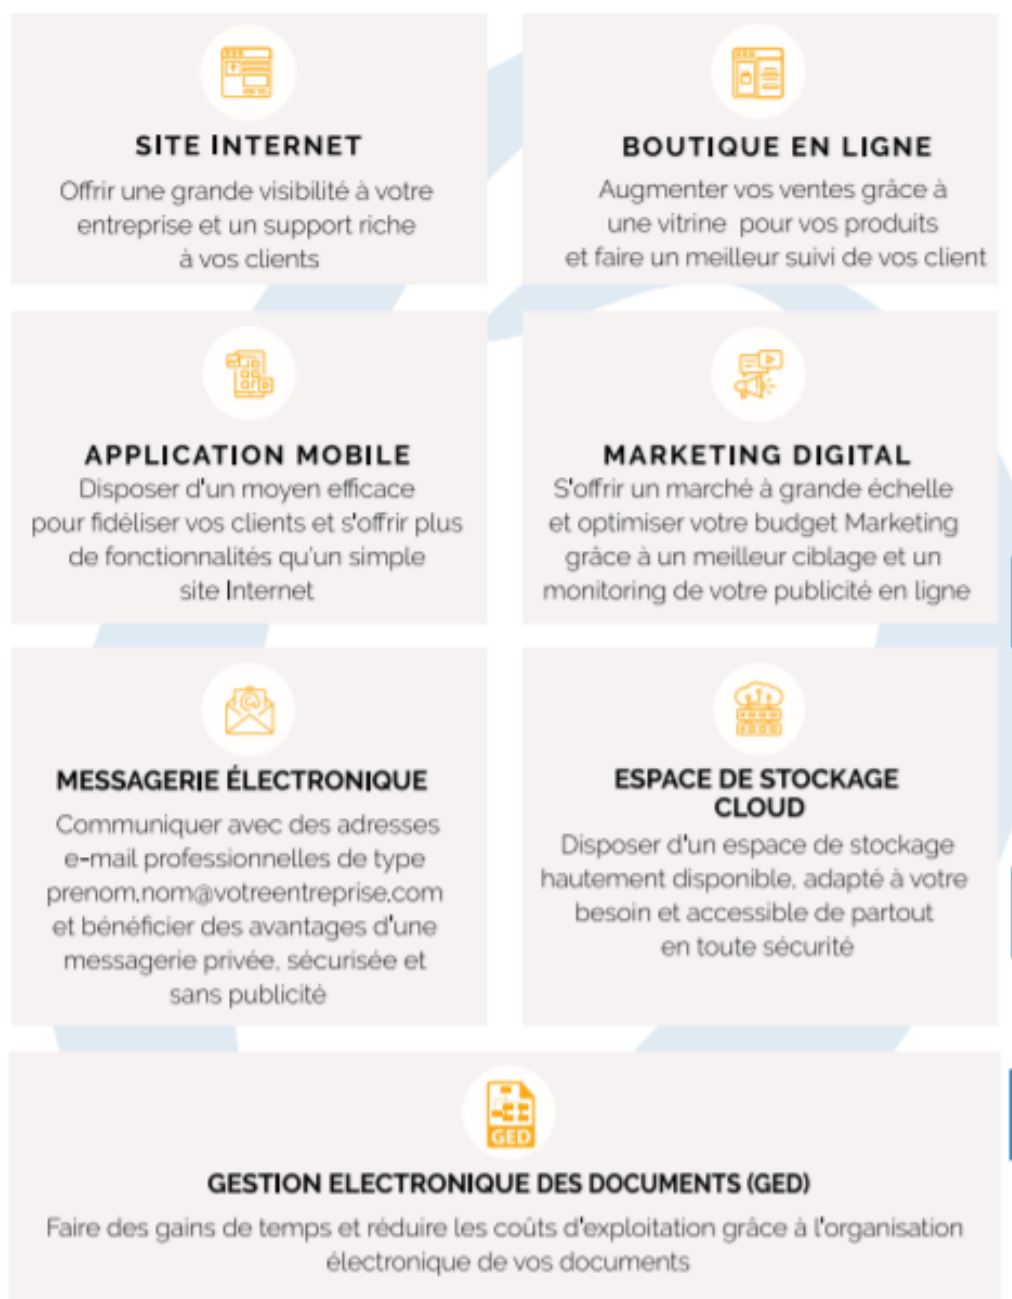 SITE INTERNET
Offrir une grande visibilité à votre
entreprise et un support riche
à vos clients
BOUTIQUE EN LIGNE
Augmenter vos ventes grâce à
une vitrine pour vos produits
et faire un meilleur suivi de vos client
APPLICATION MOBILE
Disposer d'un moyen efficace
pour fidéliser vos clients et s'offrir plus
de fonctionnalités qu'un simple
site Internet
MARKETING DIGITAL
S'offrir un marché à grande échelle
et optimiser votre budget Marketing
grâce à un meilleur ciblage et un
monitoring de votre publicité en ligne
MESSAGERIE ÉLECTRONIQUE
Communiquer avec des adresses
e-mail professionnelles de type
prenom.nom@votreentreprise.com
et bénéficier des avantages d'une
messagerie privée, sécurisée et
sans publicité
ESPACE DE STOCKAGE
CLOUD
Disposer d'un espace de stockage
hautement disponible, adapté à votre
besoin et accessible de partout
en toute sécurité
GED
GESTION ELECTRONIQUE DES DOCUMENTS (GED)
Faire des gains de temps et réduire les coûts d'exploitation grâce à l'organisation
électronique de vos documents